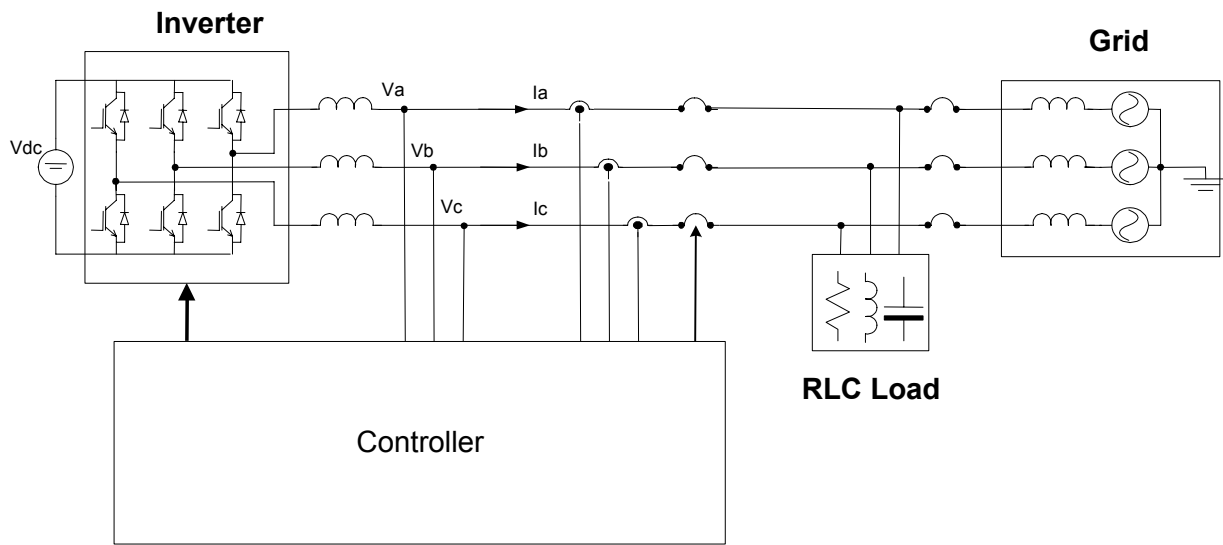 Inverter
Grid
Va
Ia
Vdc
Vb
Ib
Vc
Ic
RLC Load
Controller